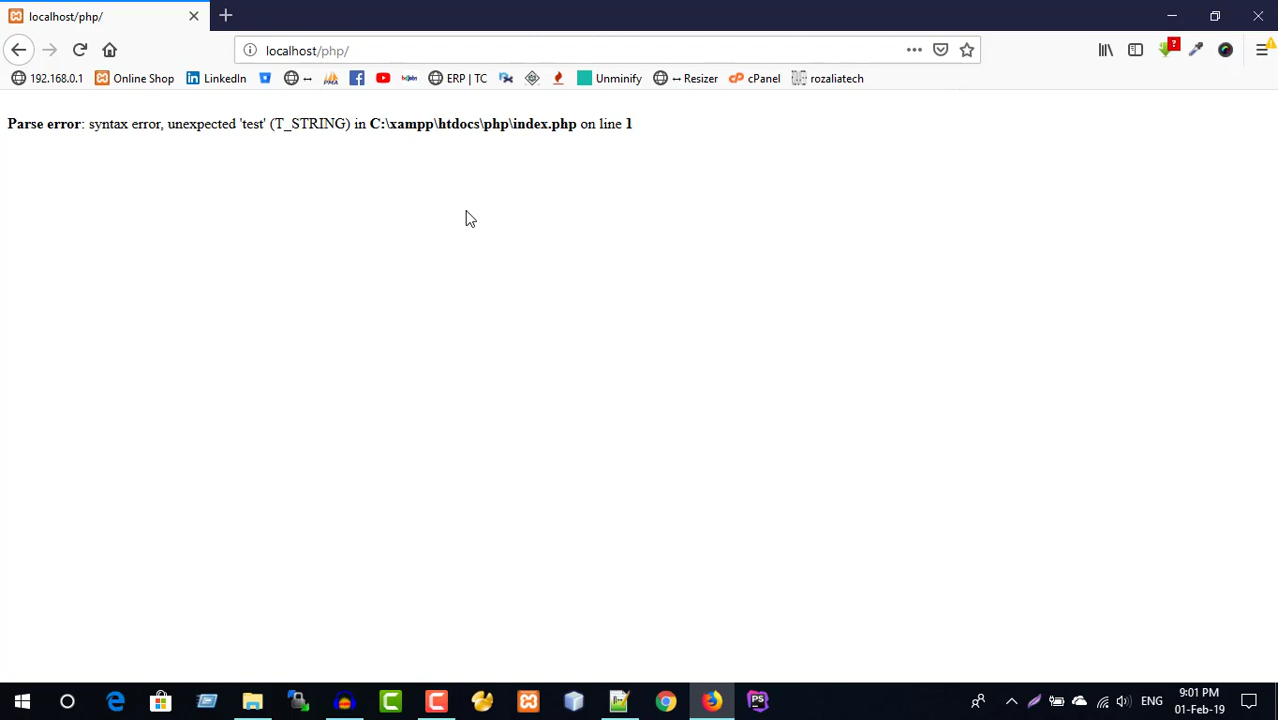 localhost/php/
localhost/php/
192.168.0.1 Online Shop LinkedIn ERP | TC Unminify Resizer cPanel rozaliatech
Parse error: syntax error, unexpected 'test' (T_STRING) in C:\xampp\htdocs\php\index.php on line 1
ENG
9:01 PM
01-Feb-19